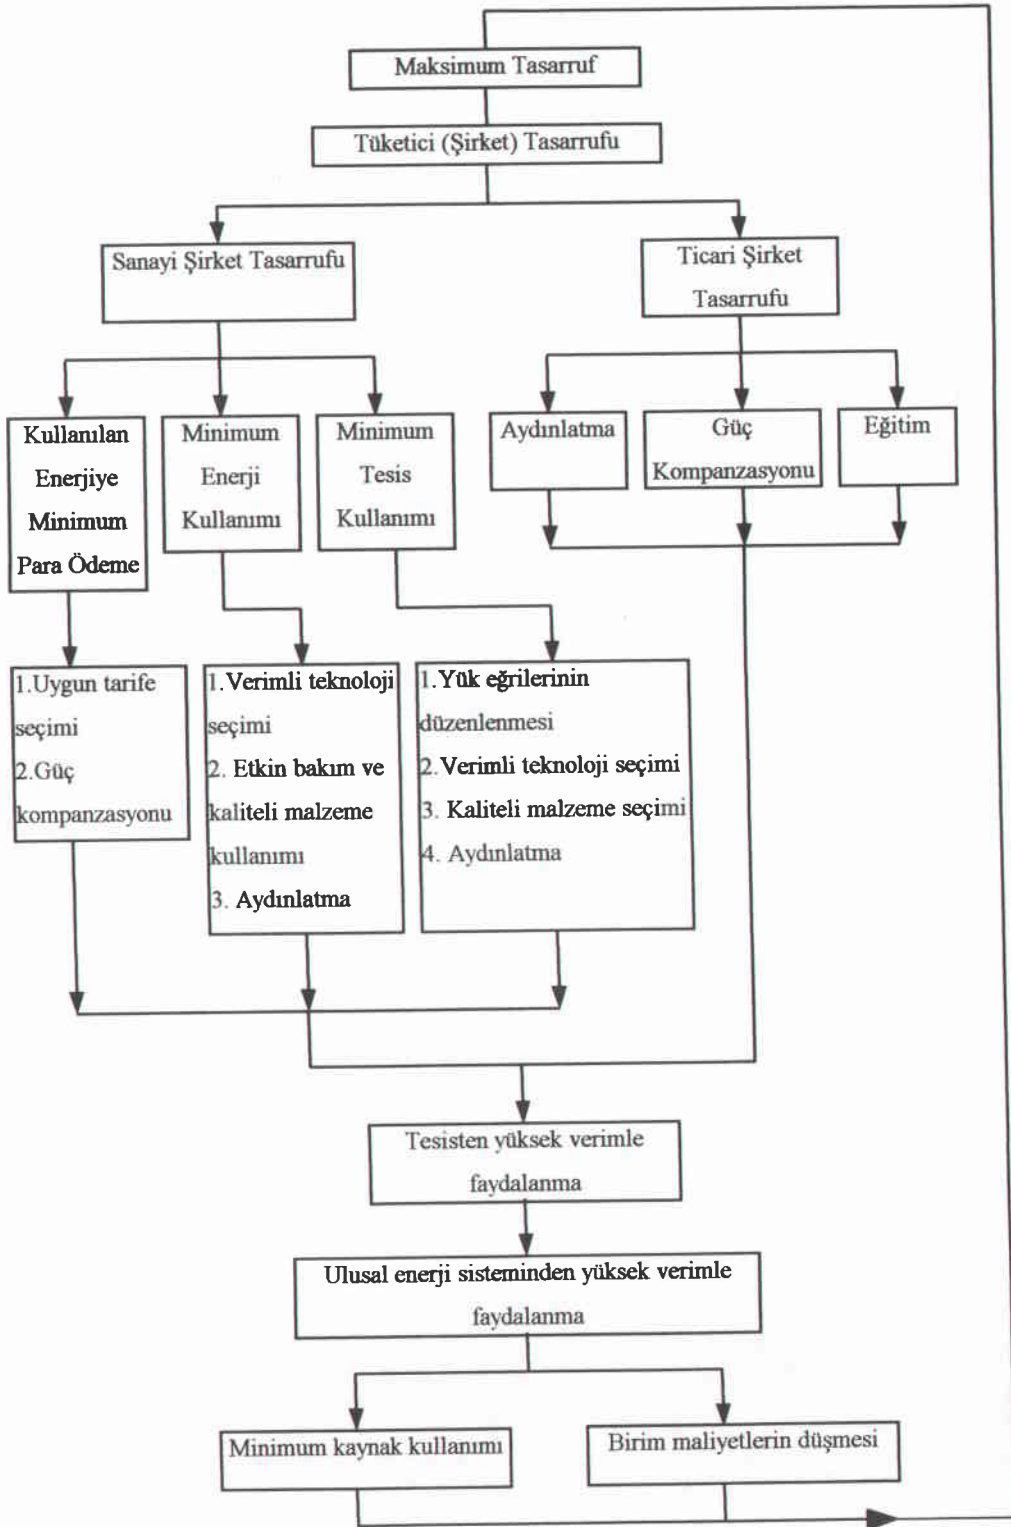 Maksimum Tasarruf
Tüketici (Şirket) Tasarrufu
Sanayi Şirket Tasarrufu
Ticari Şirket
Tasarrufu
Kullanılan
Enerjiye
Minimum
Para Ödeme
Minimum
Enerji
Kullanımı
Minimum
Tesis
Kullanımı
Aydınlatma
Güç
Kompanzasyonu
Eğitim
1.Uygun tarife
seçimi
2.Güç
kompanzasyonu
1.Verimli teknoloji
seçimi
2. Etkin bakım ve
kaliteli malzeme
kullanımı
3. Aydınlatma
1.Yük eğrilerinin
düzenlenmesi
2.Verimli teknoloji seçimi
3. Kaliteli malzeme seçimi
4. Aydınlatma
Tesisten yüksek verimle
faydalanma
Ulusal enerji sisteminden yüksek verimle
faydalanma
Minimum kaynak kullanımı
Birim maliyetlerin düşmesi